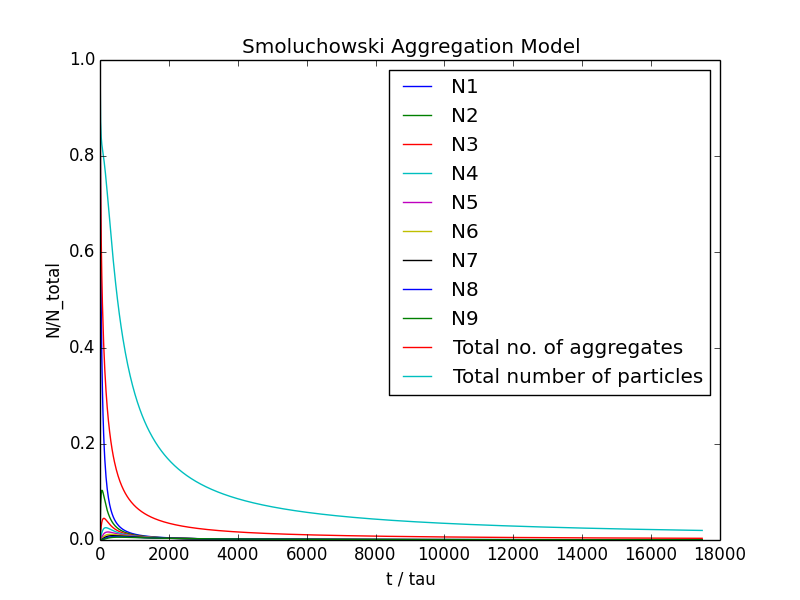 Smoluchowski Aggregation Model
1.0
0.8
0.6
0.4
0.2
0.0
N/N_total
N1
N2
N3
N4
N5
N6
N7
N8
N9
Total no. of aggregates
Total number of particles
0 2000 4000 6000 8000 10000 12000 14000 16000 18000
t / tau